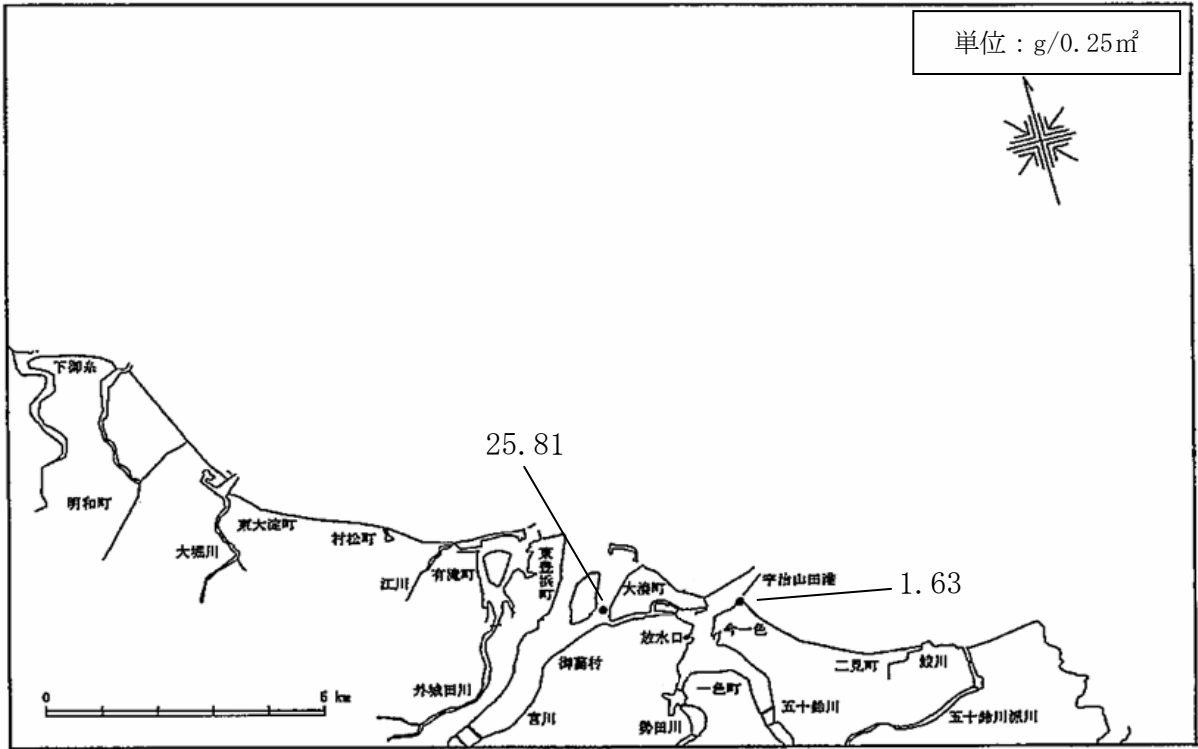 単位：g/0.25㎡
下御糸
25.81
明和町
東大淀町
村松町
大堀川
江川
有滝町
東豊浜町
大湊町
宇治山田港
1.63
放水口
今一色
御薗村
二見町
鮫川
外城田川
一色町
0
6 km
宮川
勢田川
五十鈴川
五十鈴川派川